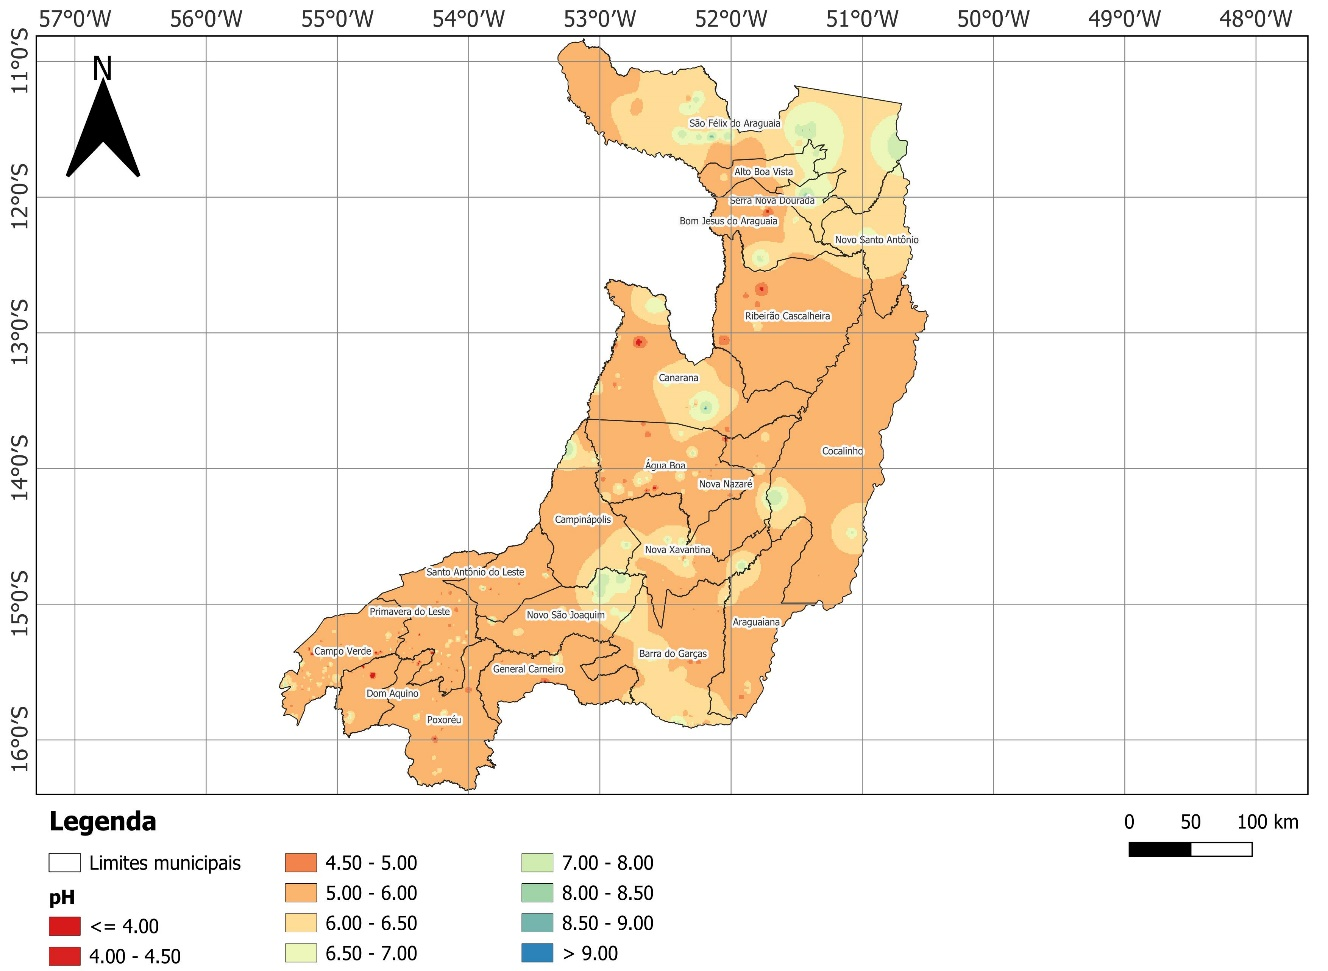 57°0'W 56°0'W 55°0'W 54°0'W 53°0'W 52°0'W 51°0'W 50°0'W 49°0'W 48°0'W
11°0'S
N
São Félix do Araguaia
Alto Boa Vista
12°0'S
Serra Nova Dourada
Bom Jesus do Araguaia
Novo Santo Antônio
Ribeirão Cascalheira
13°0'S
Canarana
Cocalinho
14°0'S
Água Boa
Nova Nazaré
Campinápolis
Nova Xavantina
Santo Antônio do Leste
15°0'S
Primavera do Leste
Novo São Joaquim
Araguaiana
Campo Verde
Barra do Garças
General Carneiro
Dom Aquino
Poxoréu
16°0'S
Legenda
Limites municipais
pH
<= 4.00
4.00 - 4.50
4.50 - 5.00
5.00 - 6.00
6.00 - 6.50
6.50 - 7.00
7.00 - 8.00
8.00 - 8.50
8.50 - 9.00
> 9.00
0 50 100 km